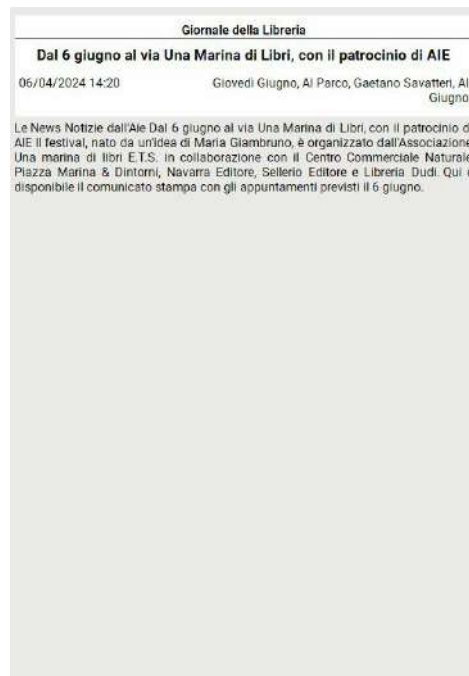 Giornale della Libreria
Dal 6 giugno al via Una Marina di Libri, con il patrocinio di AIE
06/04/2024 14:20
Giovedì Giugno, Al Parco, Gaetano Savatteri, Al
Giugno
Le News Notizie dall'Aie Dal 6 giugno al via Una Marina di Libri, con il patrocinio d
AIE Il festival, nato da un'idea di Maria Giambruno, è organizzato dall'Associazione
Una marina di libri E.T.S. in collaborazione con il Centro Commerciale Naturale
Piazza Marina & Dintorni, Navarra Editore, Sellerio Editore e Libreria Dudi. Qui
disponibile il comunicato stampa con gli appuntamenti previsti il 6 giugno.